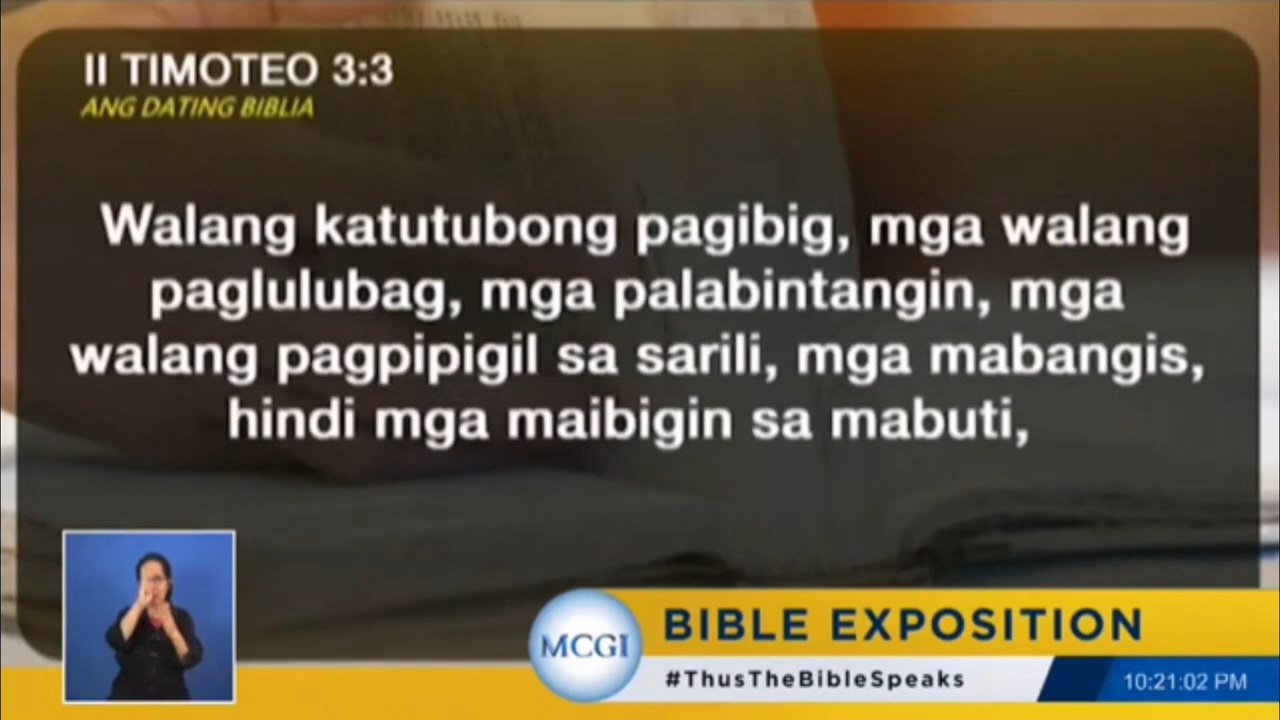 II TIMOTEO 3:3
ANG DATING BIBLIA
Walang katutubong pagibig, mga walang
paglulubag, mga palabintangin, mga
walang pagpipigil sa sarili, mga mabangis,
hindi mga maibigin sa mabuti,
MCGI
BIBLE EXPOSITION
#ThusTheBibleSpeaks
10:21:02 PM